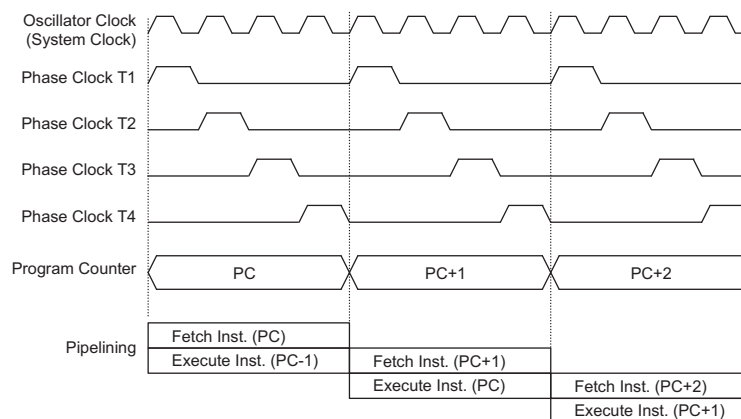 Oscillator Clock
(System Clock)
Phase Clock T1
Phase Clock T2
Phase Clock T3
Phase Clock T4
Program Counter
PC
PC+1
PC+2
Pipelining
Fetch Inst. (PC)
Execute Inst. (PC-1)
Fetch Inst. (PC+1)
Execute Inst. (PC)
Fetch Inst. (PC+2)
Execute Inst. (PC+1)